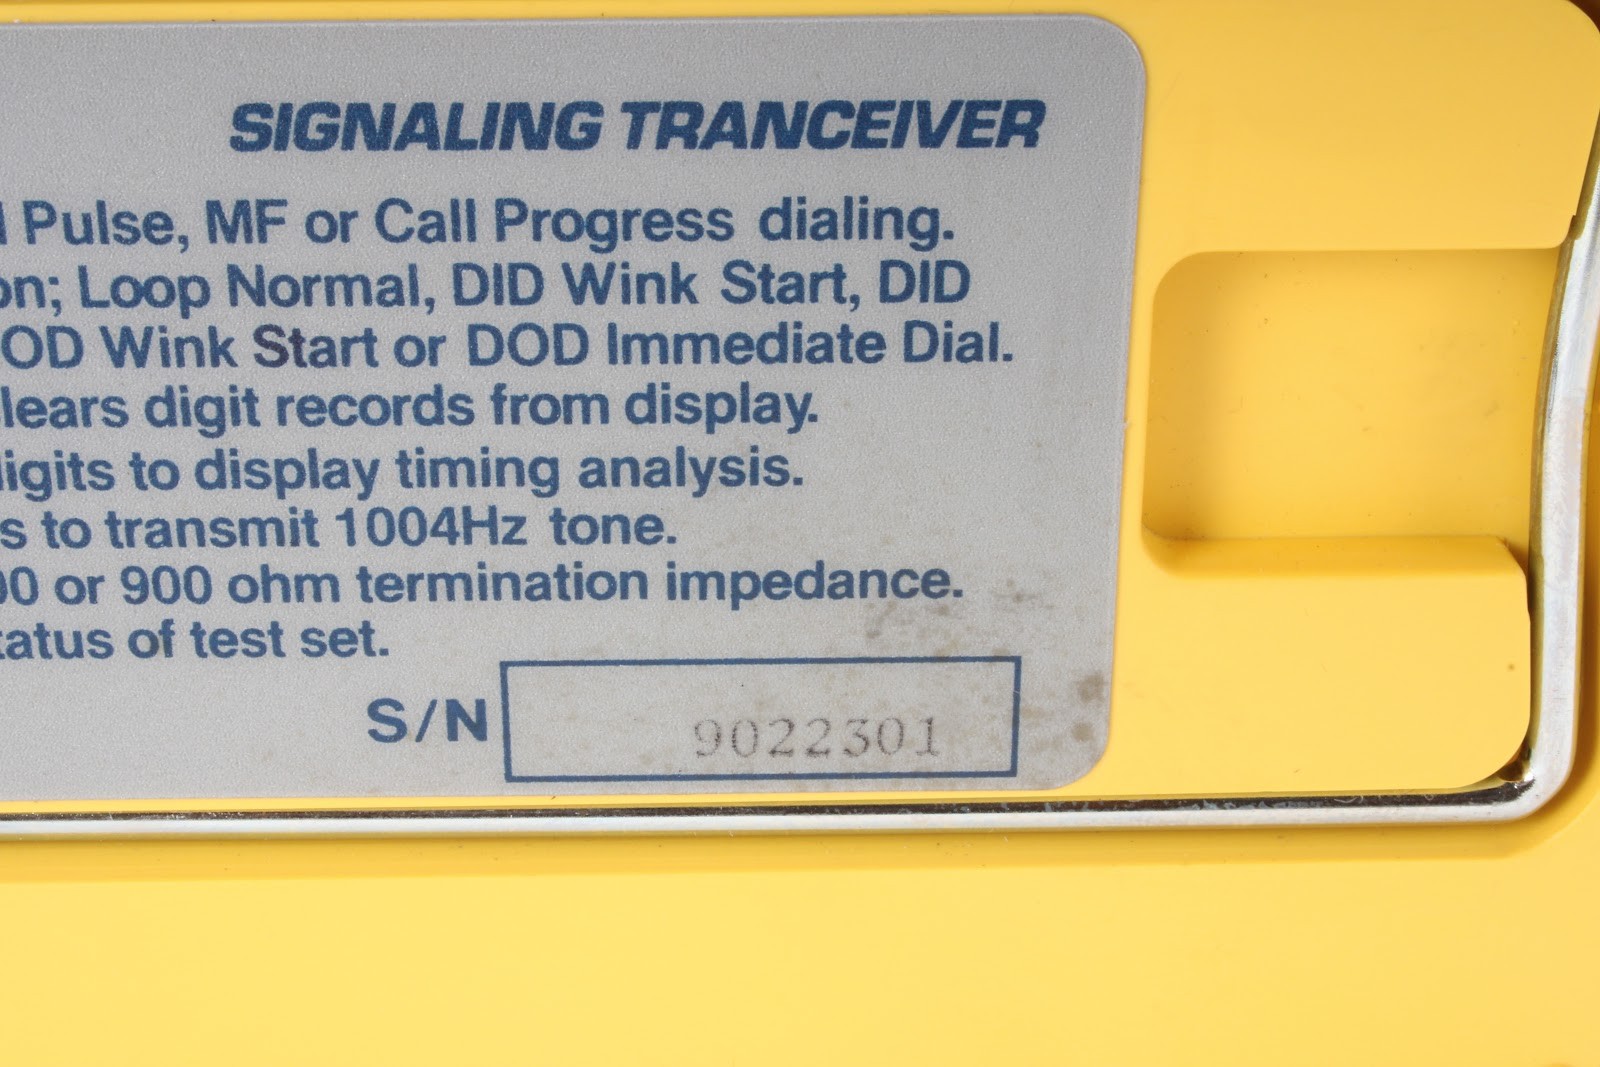 SIGNALING TRANCEIVER
Pulse, MF or Call Progress dialing.
on; Loop Normal, DID Wink Start, DID
OD Wink Start or DOD Immediate Dial.
lears digit records from display.
igits to display timing analysis.
s to transmit 1004Hz tone.
00 or 900 ohm termination impedance.
tatus of test set.
S/N 9022301